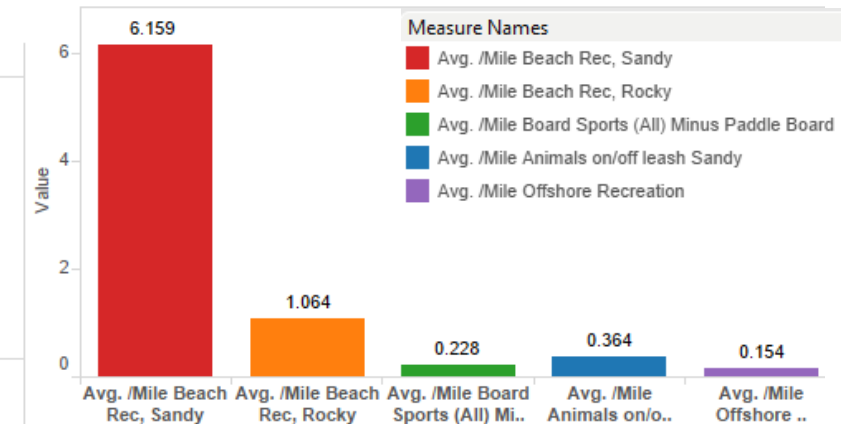 6.159
Measure Names
Avg. /Mile Beach Rec, Sandy
Avg. /Mile Beach Rec, Rocky
Avg. /Mile Board Sports (All) Minus Paddle Board
Avg. /Mile Animals on/off leash Sandy
Avg. /Mile Offshore Recreation
Value
6
4
2
0
1.064
0.228
0.364
0.154
Avg. /Mile Beach
Rec, Sandy
Avg. /Mile Beach
Rec, Rocky
Avg. /Mile Board
Sports (All) Mi..
Avg. /Mile
Animals on/o..
Avg. /Mile
Offshore ..